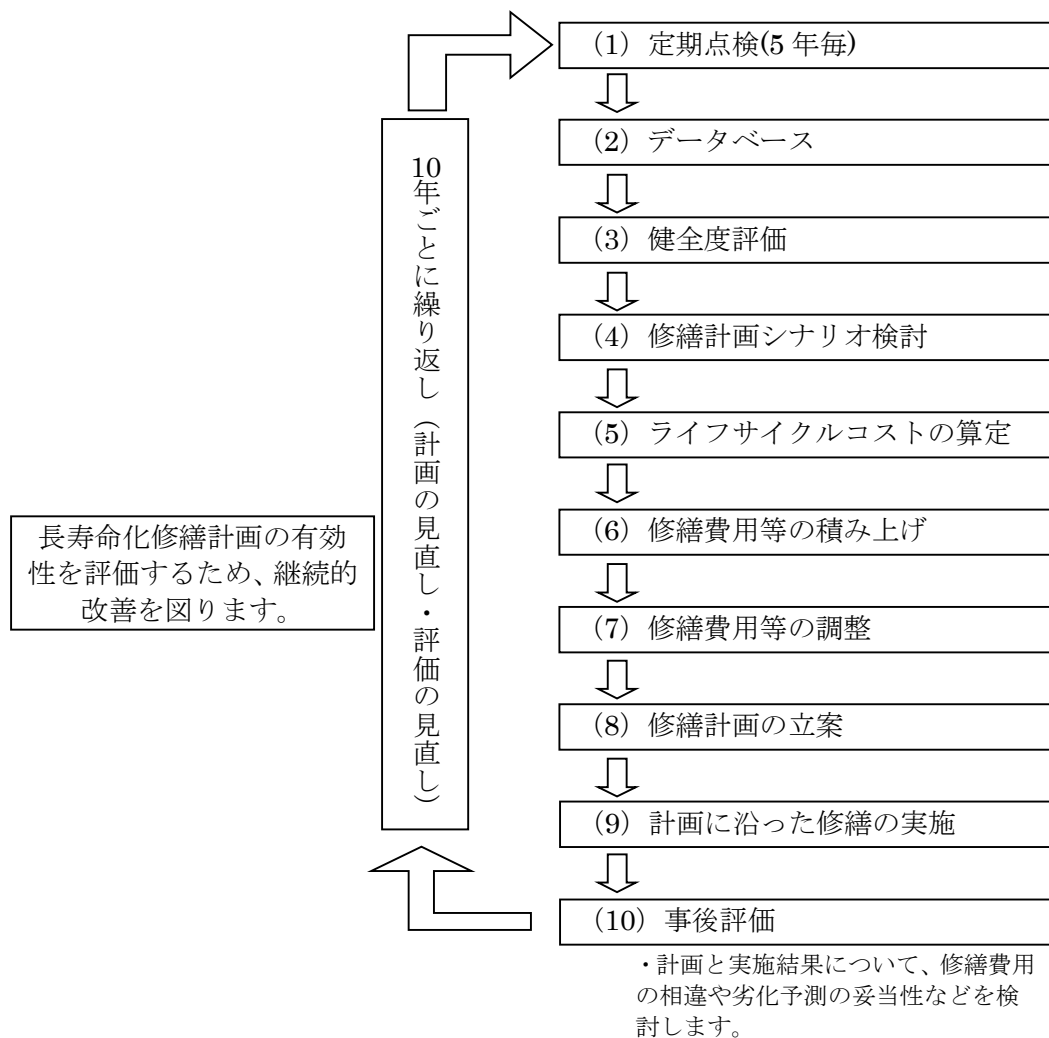 (1) 定期点検(5 年毎)
(2) データベース
(3) 健全度評価
(4) 修繕計画シナリオ検討
(5) ライフサイクルコストの算定
(6) 修繕費用等の積み上げ
(7) 修繕費用等の調整
(8) 修繕計画の立案
(9) 計画に沿った修繕の実施
(10) 事後評価
・計画と実施結果について、修繕費用
の相違や劣化予測の妥当性などを検
討します。
10年ごとに繰り返し（計画の見直し・評価の見直し）
長寿命化修繕計画の有効
性を評価するため、継続的
改善を図ります。